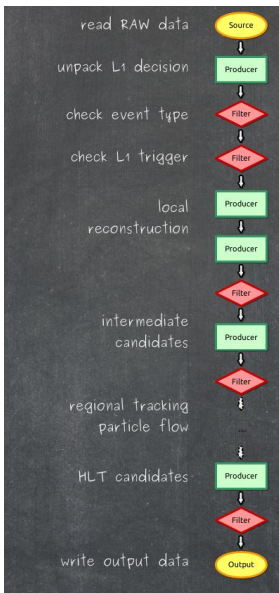 read RAW data
Source
unpack L1 decision
Producer
check event type
Filter
check L1 trigger
Filter
local
reconstruction
Producer
Producer
Filter
intermediate
candidates
Producer
Filter
regional tracking
particle flow
...
HLT candidates
Producer
Filter
write output data
Output